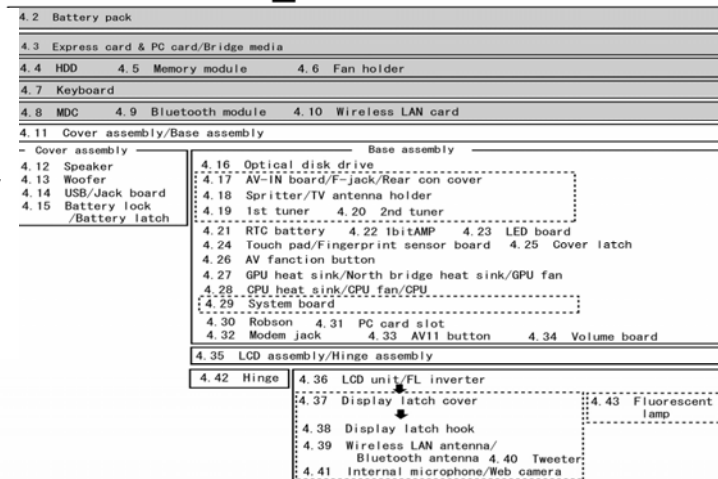 4.2 Battery pack
4.3 Express card & PC card/Bridge media
4.4 HDD 4.5 Memory module 4.6 Fan holder
4.7 Keyboard
4.8 MDC 4.9 Bluetooth module 4.10 Wireless LAN card
4.11 Cover assembly/Base assembly
Cover assembly
4.12 Speaker
4.13 Woofer
4.14 USB/Jack board
4.15 Battery lock
/Battery latch
Base assembly
4.16 Optical disk drive
4.17 AV-IN board/F-jack/Rear con cover
4.18 Spritter/TV antenna holder
4.19 1st tuner 4.20 2nd tuner
4.21 RTC battery 4.22 1bitAMP 4.23 LED board
4.24 Touch pad/Fingerprint sensor board 4.25 Cover latch
4.26 AV fanction button
4.27 GPU heat sink/North bridge heat sink/GPU fan
4.28 CPU heat sink/CPU fan/CPU
4.29 System board
4.30 Robson 4.31 PC card slot
4.32 Modem jack 4.33 AV11 button 4.34 Volume board
4.35 LCD assembly/Hinge assembly
4.42 Hinge
4.36 LCD unit/FL inverter
4.37 Display latch cover
4.38 Display latch hook
4.39 Wireless LAN antenna/
Bluetooth antenna 4.40 Tweeter
4.41 Internal microphone/Web camera
4.43 Fluorescent
lamp